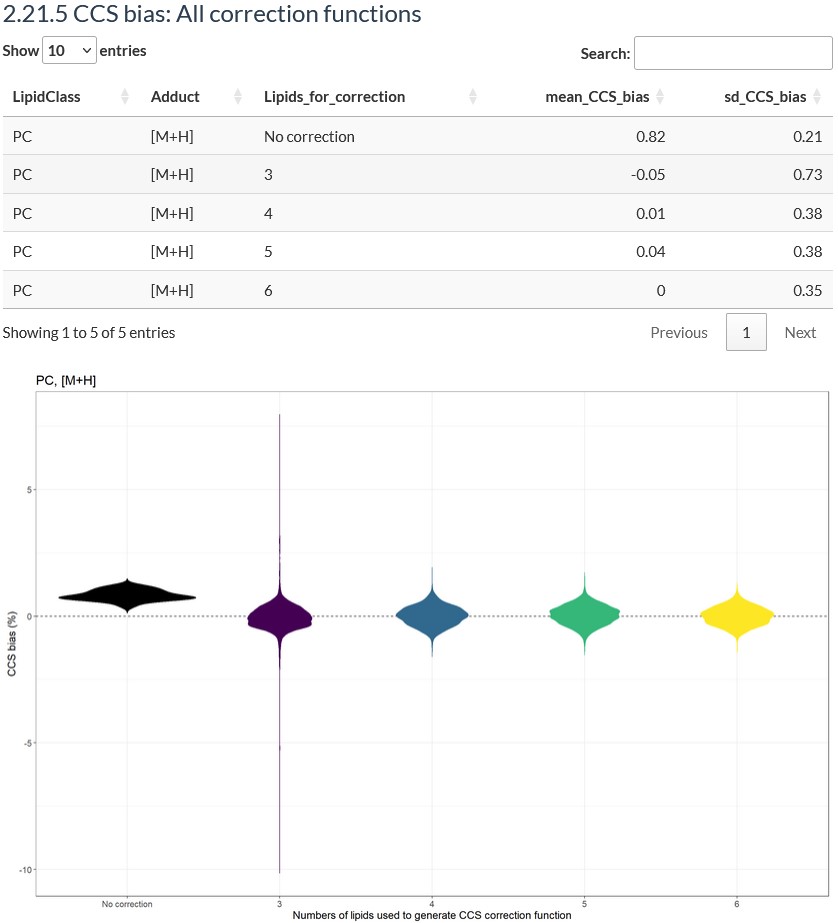 2.21.5 CCS bias: All correction functions
Show 10 entries
Search:
LipidClass Adduct Lipids_for_correction mean_CCS_bias sd_CCS_bias
PC [M+H] No correction 0.82 0.21
PC [M+H] 3 -0.05 0.73
PC [M+H] 4 0.01 0.38
PC [M+H] 5 0.04 0.38
PC [M+H] 6 0 0.35
Showing 1 to 5 of 5 entries
Previous 1 Next
PC, [M+H]
CCS bias (%)
5
0
-5
-10
No correction 3 4 5 6
Numbers of lipids used to generate CCS correction function